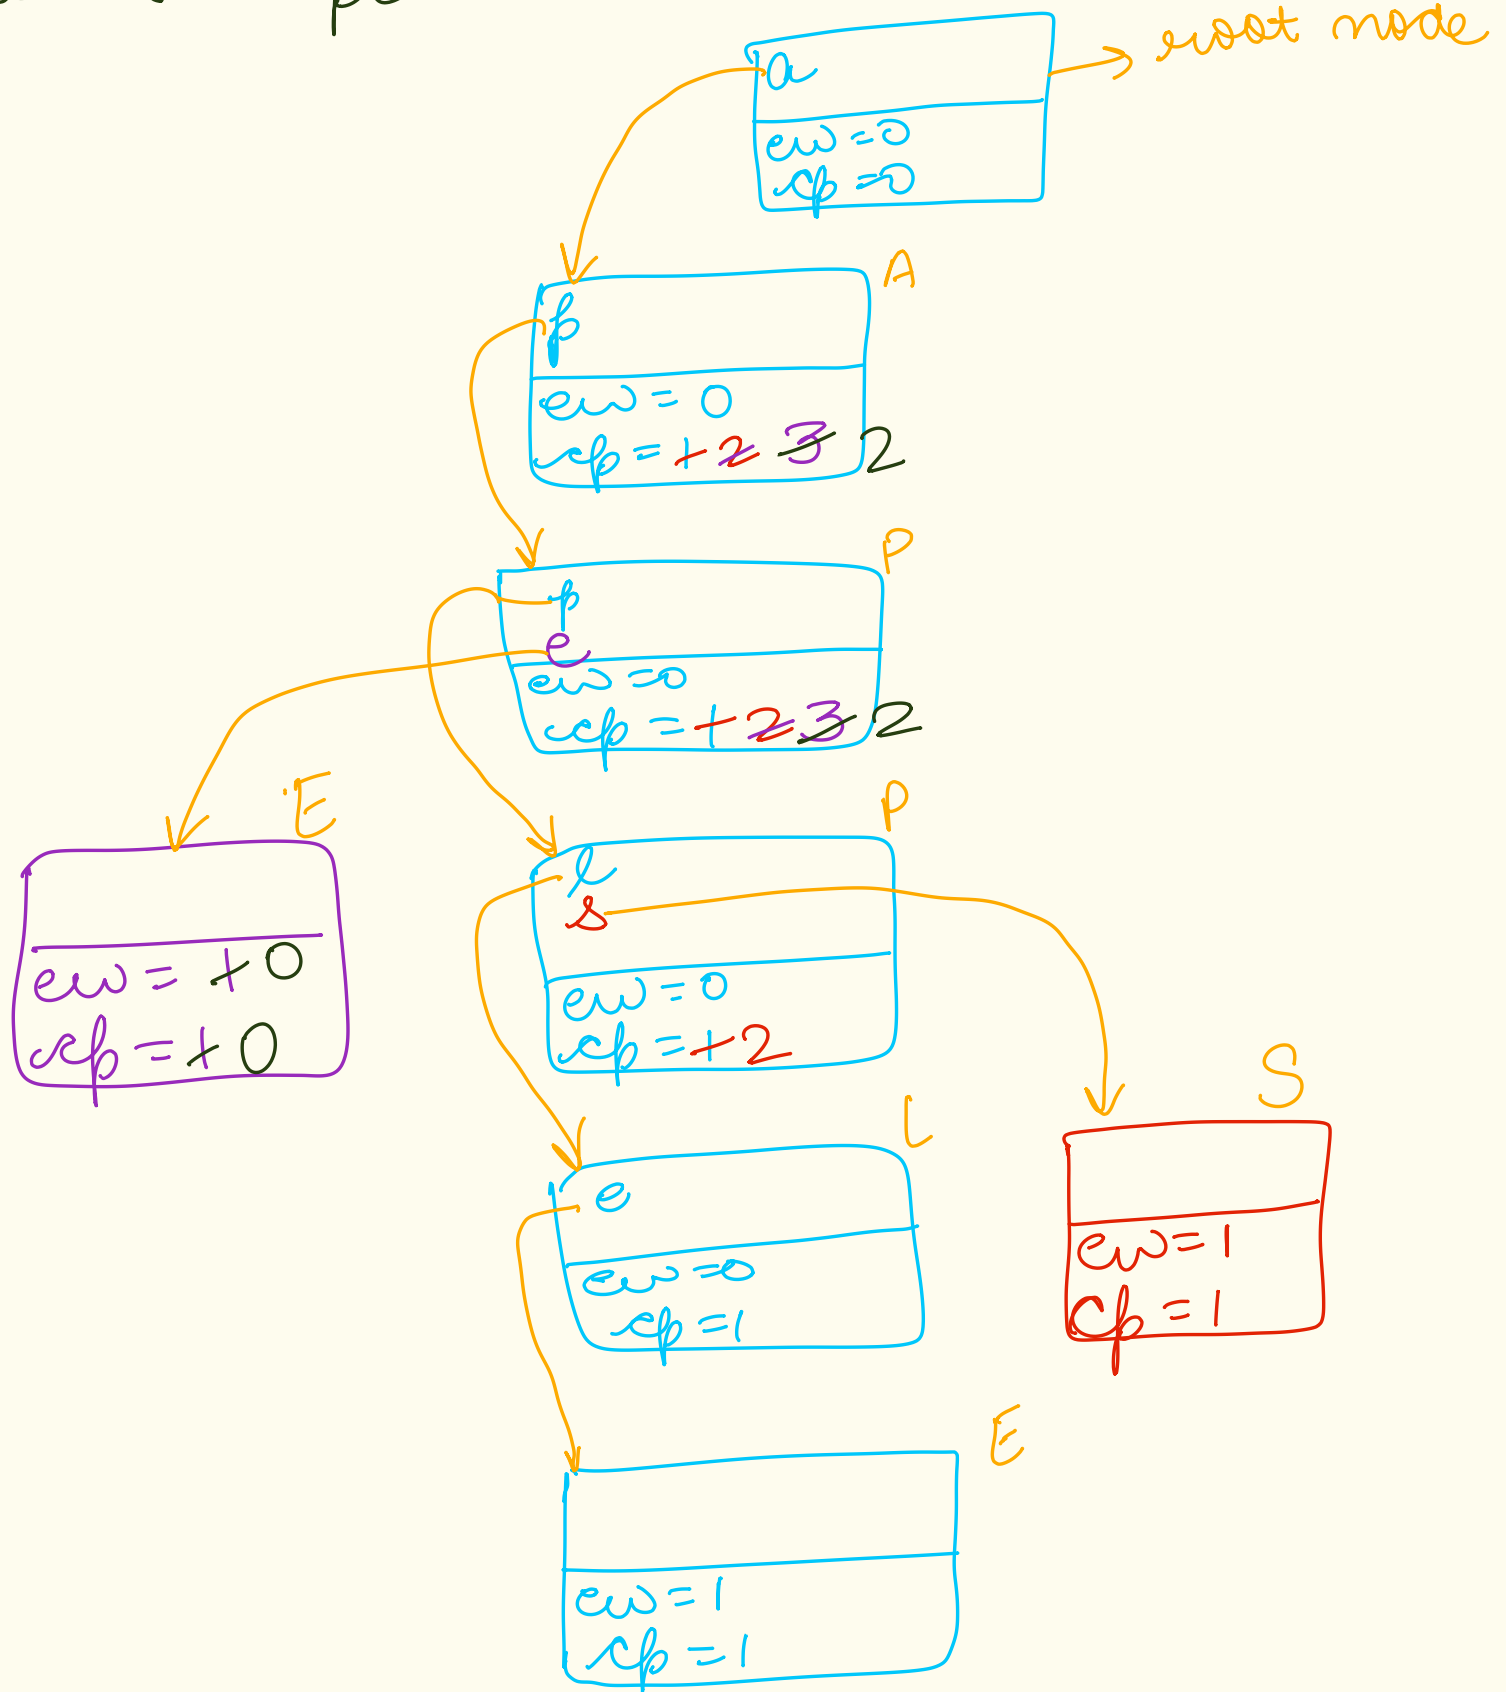 root node
a
ew = 0
cp = 0
A
p
ew = 0
cp = 1 2 3 2
P
p
e
ew = 0
cp = 1 2 3 2
E
ew = 1 0
cp = 1 0
P
l
s
ew = 0
cp = 1 2
L
e
ew = 0
cp = 1
S
ew = 1
cp = 1
E
ew = 1
cp = 1